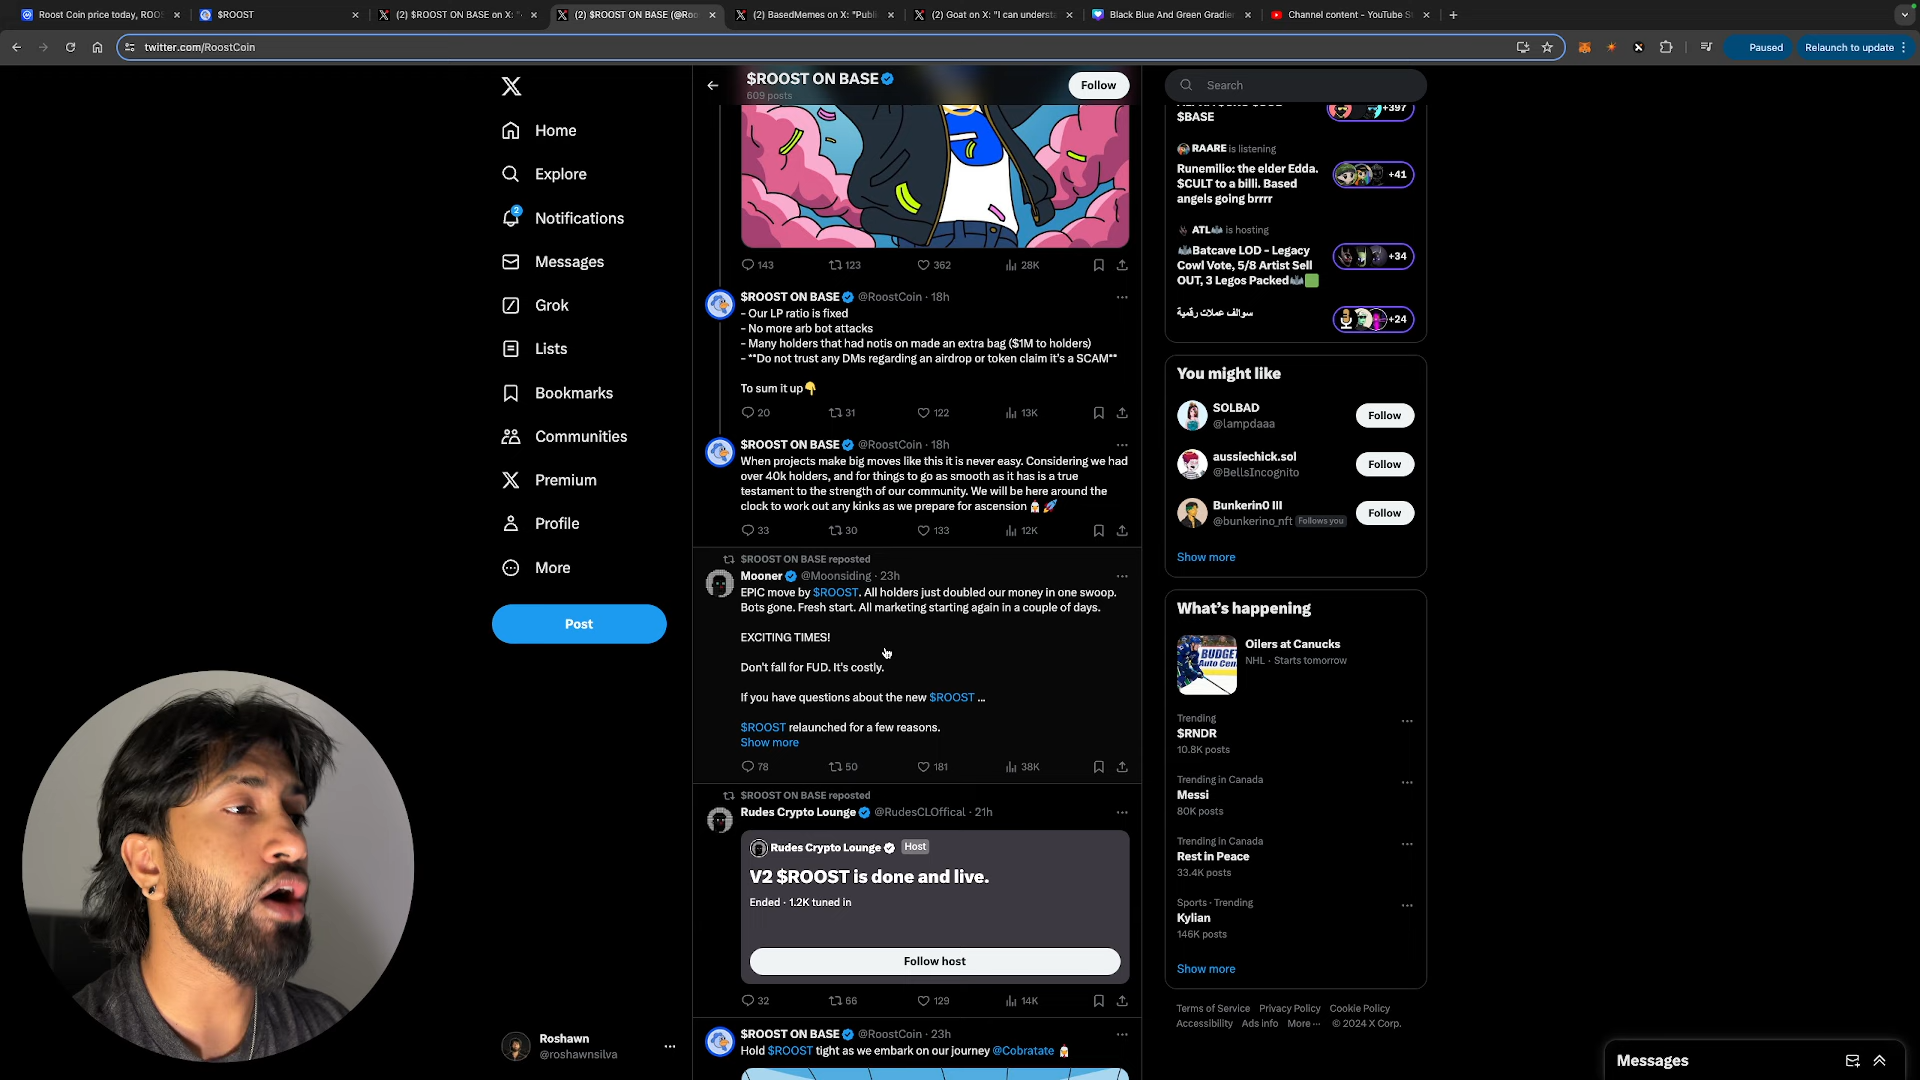 Roost Coin price today, ROOS
$ROOST
(2) $ROOST ON BASE on X: "
(2) $ROOST ON BASE (@Roo
(2) BasedMemes on X: "Publi
(2) Goat on X: "I can underst
Black Blue And Green Gradie
Channel content - YouTube S
twitter.com/RoostCoin
Paused
Relaunch to update
$ROOST ON BASE
609 posts
Follow
Search
Home
Explore
2
Notifications
Messages
Grok
Lists
Bookmarks
Communities
Premium
Profile
More
Post
Roshawn
@roshawnsilva
143
123
362
28K
$ROOST ON BASE @RoostCoin · 18h
- Our LP ratio is fixed
- No more arb bot attacks
- Many holders that had notis on made an extra bag ($1M to holders)
- **Do not trust any DMs regarding an airdrop or token claim it's a SCAM**
To sum it up👇
20
31
122
13K
$ROOST ON BASE @RoostCoin · 18h
When projects make big moves like this it is never easy. Considering we had
over 40k holders, and for things to go as smooth as it has is a true
testament to the strength of our community. We will be here around the
clock to work out any kinks as we prepare for ascension 🚀
33
30
133
12K
$ROOST ON BASE reposted
Mooner @Moonsiding · 23h
EPIC move by $ROOST. All holders just doubled our money in one swoop.
Bots gone. Fresh start. All marketing starting again in a couple of days.
EXCITING TIMES!
Don't fall for FUD. It's costly.
If you have questions about the new $ROOST ...
$ROOST relaunched for a few reasons.
Show more
78
50
181
38K
$ROOST ON BASE reposted
Rudes Crypto Lounge @RudesCLOffical · 21h
Rudes Crypto Lounge Host
V2 $ROOST is done and live.
Ended · 1.2K tuned in
Follow host
32
66
129
14K
$ROOST ON BASE @RoostCoin · 23h
Hold $ROOST tight as we embark on our journey @Cobratate
$BASE
+397
RAARE is listening
Runemilio: the elder Edda.
$CULT to a billi. Based
angels going brrrr
+41
ATL🦇 is hosting
🦇Batcave LOD - Legacy
Cowl Vote, 5/8 Artist Sell
OUT, 3 Legos Packed🦇🟩
+34
سوالف عملات رقمية
+24
You might like
SOLBAD
@lampdaaa
Follow
aussiechick.sol
@BellsIncognito
Follow
Bunkerin0 III
@bunkerino_nft Follows you
Follow
Show more
What's happening
BUDGET
Auto Cen
Oilers at Canucks
NHL · Starts tomorrow
Trending
$RNDR
10.8K posts
Trending in Canada
Messi
80K posts
Trending in Canada
Rest in Peace
33.4K posts
Sports · Trending
Kylian
146K posts
Show more
Terms of Service Privacy Policy Cookie Policy
Accessibility Ads info More ··· © 2024 X Corp.
Messages